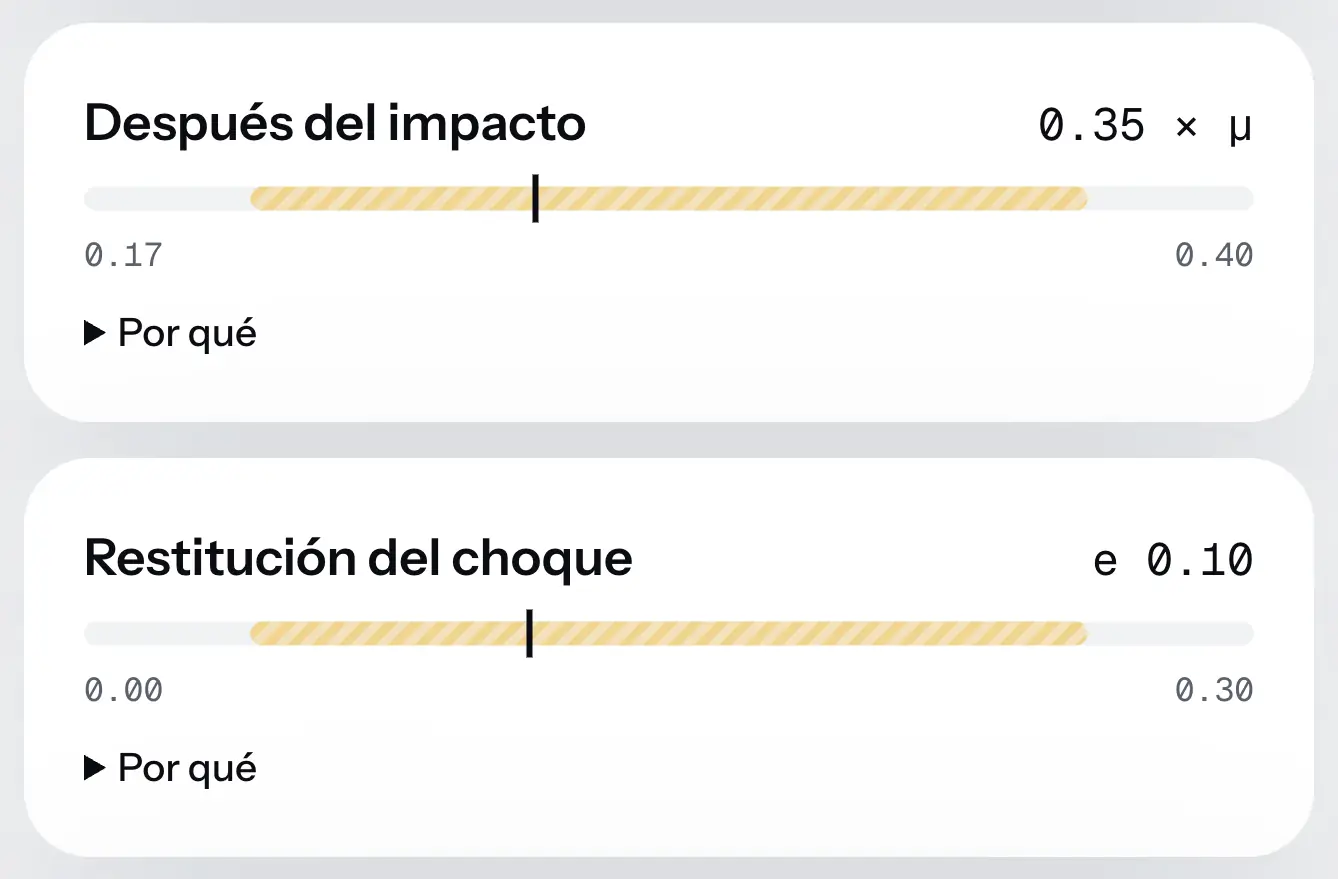 Después del impacto 0.35 × μ
0.17 0.40
▶ Por qué
Restitución del choque e 0.10
0.00 0.30
▶ Por qué